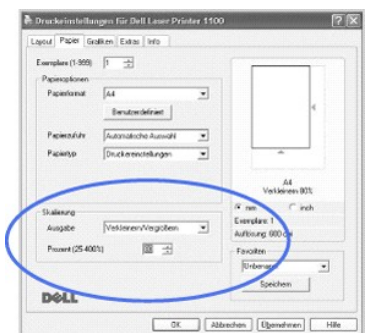 Druckeinstellungen für Dell Laser Printer 1100
Layout Papier Grafiken Extras Info
Exemplare (1-999) 1
Papieroptionen
Papierformat A4
Benutzerdefiniert
Papierzufuhr Automatische Auswahl
Papiertyp Druckereinstellungen
A4
Verkleinern 80%
mm inch
Exemplare: 1
Auflösung: 600 dpi
Skalierung
Ausgabe Verkleinern/Vergrößern
Prozent (25-400%)
Favoriten
Unbenannt
Speichern
DELL
OK Abbrechen Übernehmen Hilfe